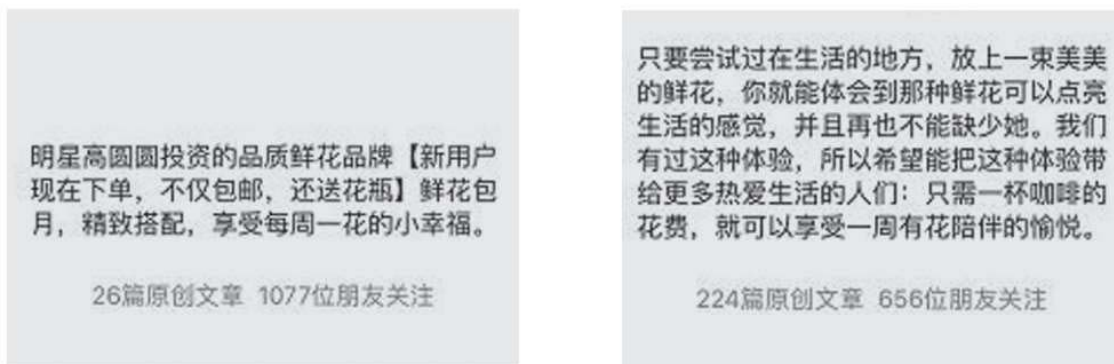 明星高圆圆投资的品质鲜花品牌【新用户
现在下单，不仅包邮，还送花瓶】鲜花包
月，精致搭配，享受每周一花的小幸福。
26篇原创文章 1077位朋友关注
只要尝试过在生活的地方，放上一束美美
的鲜花，你就能体会到那种鲜花可以点亮
生活的感觉，并且再也不能缺少她。我们
有过这种体验，所以希望能把这种体验带
给更多热爱生活的人们：只需一杯咖啡的
花费，就可以享受一周有花陪伴的愉悦。
224篇原创文章 656位朋友关注